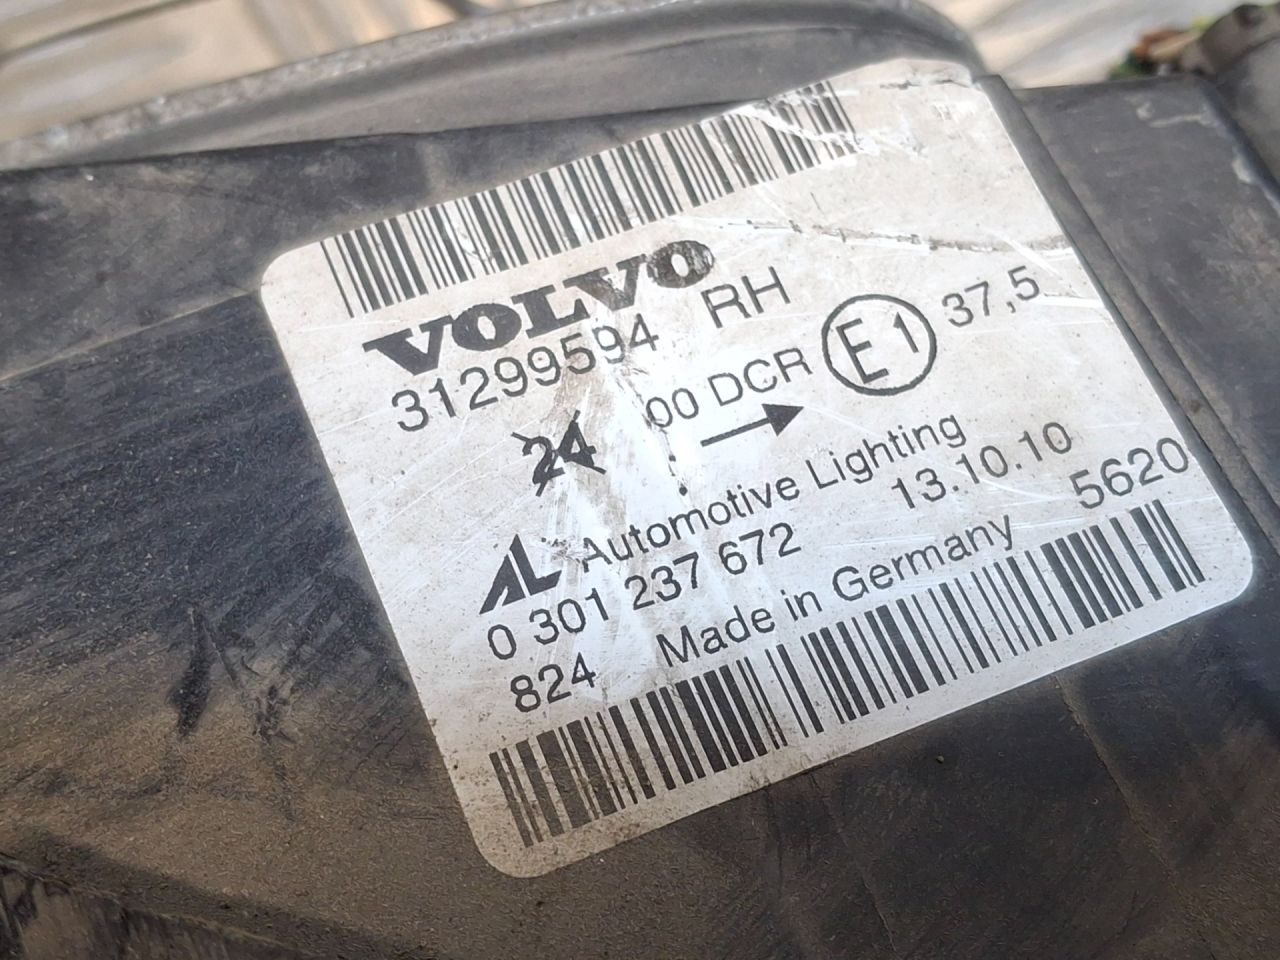 VOLVO
31299594 RH
24 00 DCR E1 37,5
AL Automotive Lighting
0 301 237 672 13.10.10
824 Made in Germany 5620